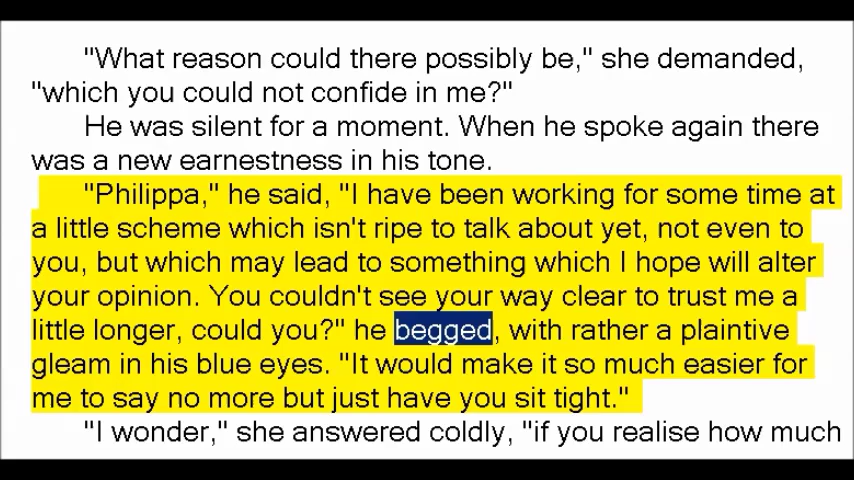 "What reason could there possibly be," she demanded,
"which you could not confide in me?"
He was silent for a moment. When he spoke again there
was a new earnestness in his tone.
"Philippa," he said, "I have been working for some time at
a little scheme which isn't ripe to talk about yet, not even to
you, but which may lead to something which I hope will alter
your opinion. You couldn't see your way clear to trust me a
little longer, could you?" he begged, with rather a plaintive
gleam in his blue eyes. "It would make it so much easier for
me to say no more but just have you sit tight."
"I wonder," she answered coldly, "if you realise how much